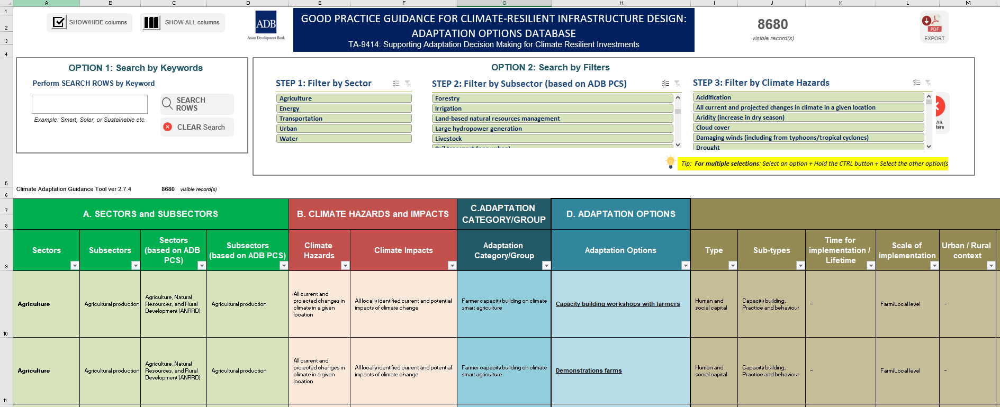 A B C D E F G H I J K L M
1
SHOW/HIDE columns
SHOW ALL columns
ADB
Asian Development Bank
GOOD PRACTICE GUIDANCE FOR CLIMATE-RESILIENT INFRASTRUCTURE DESIGN:
ADAPTATION OPTIONS DATABASE
TA-9414: Supporting Adaptation Decision Making for Climate Resilient Investments
8680
visible record(s)
PDF
EXPORT
2
3
4
OPTION 1: Search by Keywords
Perform SEARCH ROWS by Keyword
SEARCH
ROWS
Example: Smart, Solar, or Sustainable etc.
CLEAR Search
OPTION 2: Search by Filters
STEP 1: Filter by Sector
Agriculture
Energy
Transportation
Urban
Water
STEP 2: Filter by Subsector (based on ADB PCS)
Forestry
Irrigation
Land-based natural resources management
Large hydropower generation
Livestock
Rail transport (non-urban)
STEP 3: Filter by Climate Hazards
Acidification
All current and projected changes in climate in a given location
Aridity (increase in dry season)
Cloud cover
Damaging winds (including from typhoons/tropical cyclones)
Drought
AR
ters
Tip: For multiple selections: Select an option + Hold the CTRL button + Select the other option(s
5
Climate Adaptation Guidance Tool ver 2.7.4
8680 visible record(s)
6
7
A. SECTORS and SUBSECTORS
B. CLIMATE HAZARDS and IMPACTS
C.ADAPTATION
CATEGORY/GROUP
D. ADAPTATION OPTIONS
8
Sectors
Subsectors
Sectors
(based on ADB
PCS)
Subsectors
(based on ADB PCS)
Climate
Hazards
Climate Impacts
Adaptation
Category/Group
Adaptation Options
Type
Sub-types
Time for
implementation /
Lifetime
Scale of
implementation
Urban / Rural
context
9
Agriculture
Agricultural production
Agriculture, Natural
Resources, and Rural
Development (ANRRD)
Agricultural production
All current and
projected changes in
climate in a given
location
All locally identified current and potential
impacts of climate change
Farmer capacity building on climate
smart agriculture
Capacity building workshops with farmers
Human and
social capital
Capacity building,
Practice and behaviour
-
Farm/Local level
-
10
Agriculture
Agricultural production
Agriculture, Natural
Resources, and Rural
Development (ANRRD)
Agricultural production
All current and
projected changes in
climate in a given
location
All locally identified current and potential
impacts of climate change
Farmer capacity building on climate
smart agriculture
Demonstrations farms
Human and
social capital
Capacity building,
Practice and behaviour
-
Farm/Local level
-
11